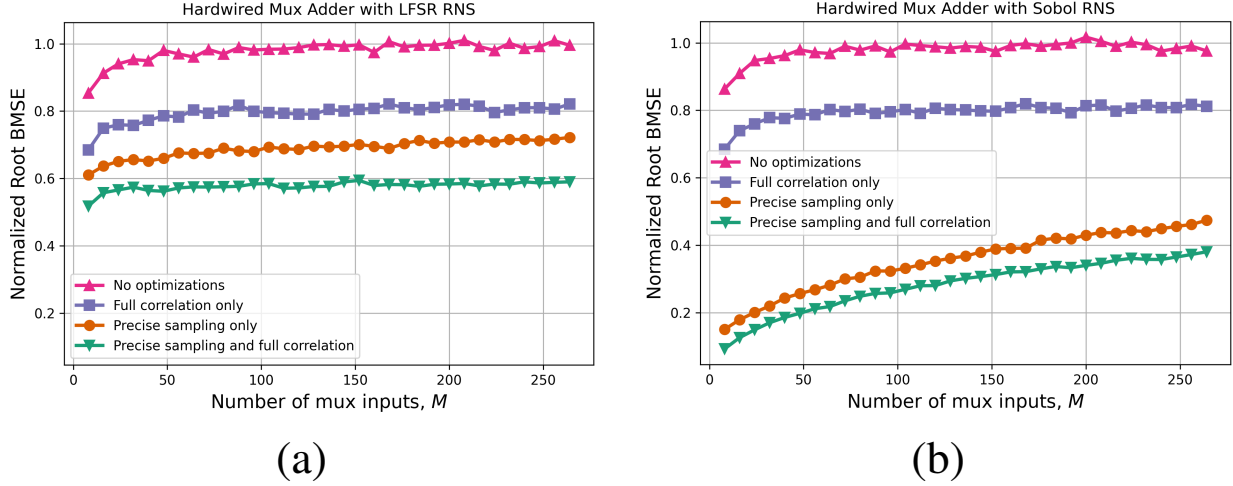 Hardwired Mux Adder with LFSR RNS
Normalized Root BMSE
1.0
0.8
0.6
0.4
0.2
No optimizations
Full correlation only
Precise sampling only
Precise sampling and full correlation
0 50 100 150 200 250
Number of mux inputs, M
(a)
Hardwired Mux Adder with Sobol RNS
Normalized Root BMSE
1.0
0.8
0.6
0.4
0.2
No optimizations
Full correlation only
Precise sampling only
Precise sampling and full correlation
0 50 100 150 200 250
Number of mux inputs, M
(b)